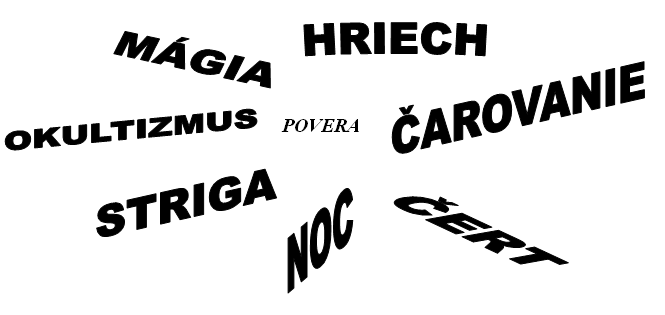 MÁGIA
HRIECH
OKULTIZMUS
POVERA
ČAROVANIE
STRIGA
NOC
ČERT